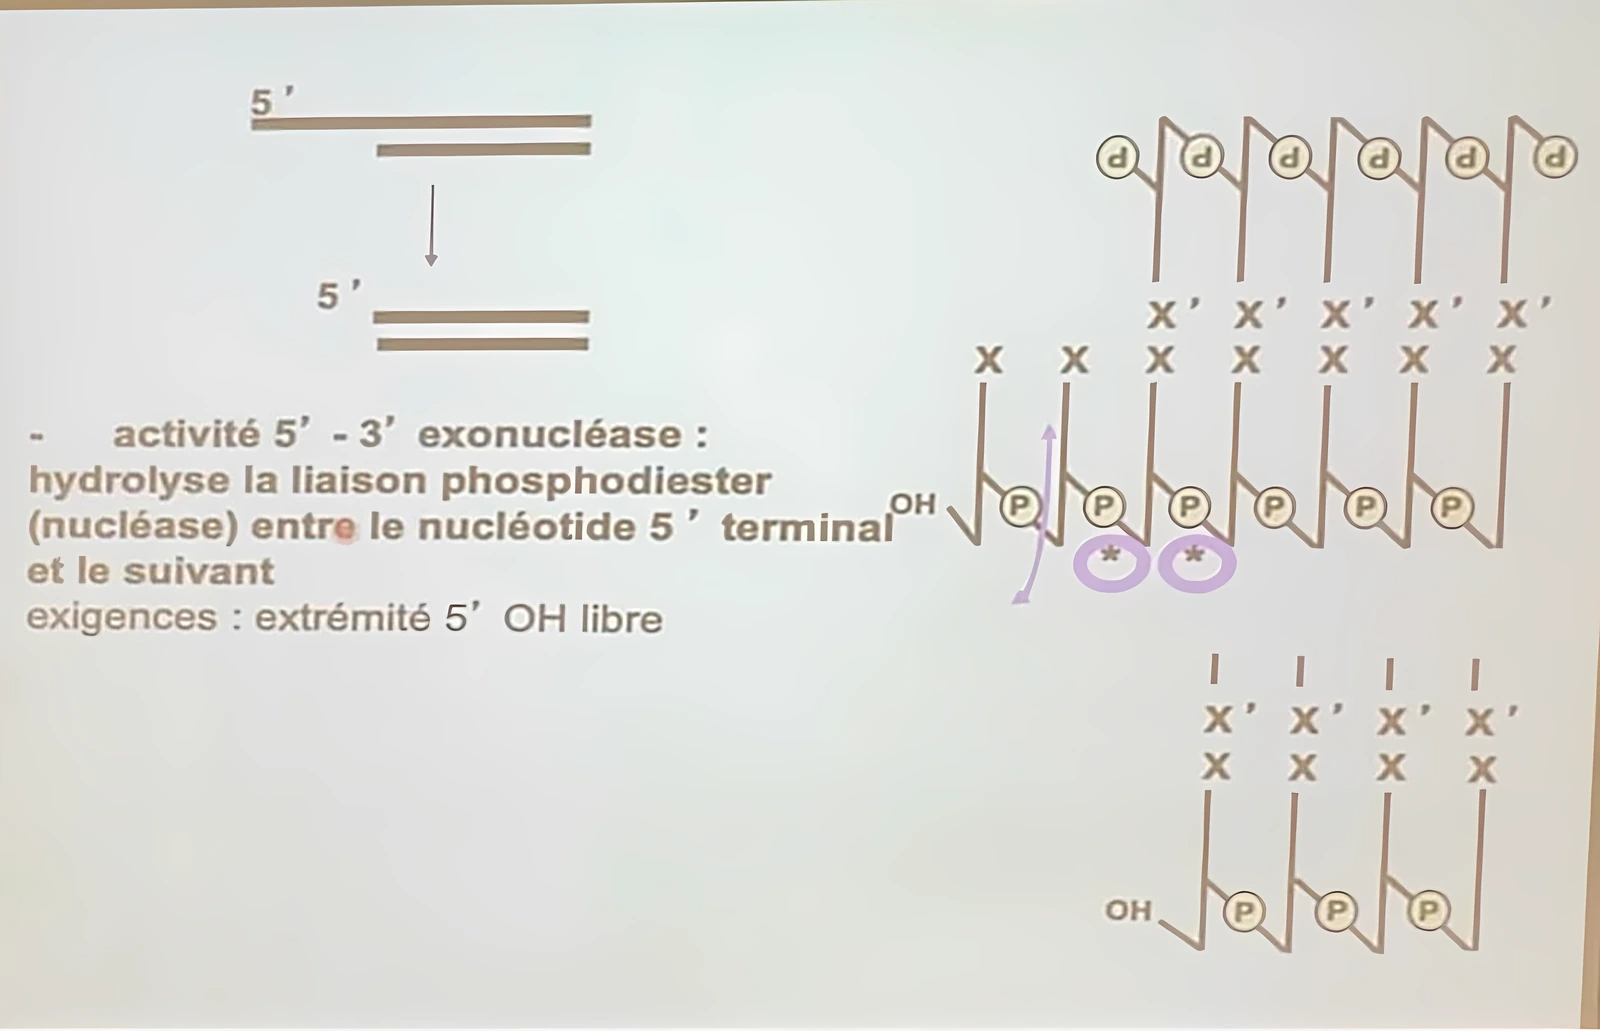 5 ’
5 ’
- activité 5’ - 3’ exonucléase :
hydrolyse la liaison phosphodiester
(nucléase) entre le nucléotide 5 ’ terminal
et le suivant
exigences : extrémité 5’ OH libre
d d d d d d
X ’ X ’ X ’ X ’ X ’
X X X X X X X
OH P P P P P P
* *
X ’ X ’ X ’ X ’
X X X X
OH P P P